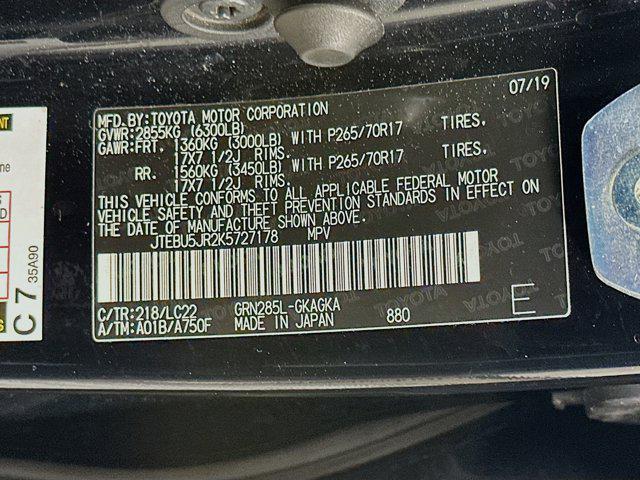 07/19
MFD.BY:TOYOTA MOTOR CORPORATION
GVWR:2855KG (6300LB)
GAWR:FRT. 1360KG (3000LB) WITH P265/70R17 TIRES.
17X7 1/2J RIMS.
RR. 1560KG (3450LB) WITH P265/70R17 TIRES.
17X7 1/2J RIMS.
THIS VEHICLE CONFORMS TO ALL APPLICABLE FEDERAL MOTOR
VEHICLE SAFETY AND THEFT PREVENTION STANDARDS IN EFFECT ON
THE DATE OF MANUFACTURE SHOWN ABOVE.
JTEBU5JR2K5727178 MPV
C/TR:218/LC22 GRN285L-GKAGKA
A/TM:A01B/A750F MADE IN JAPAN 880 E
C 7 35A90